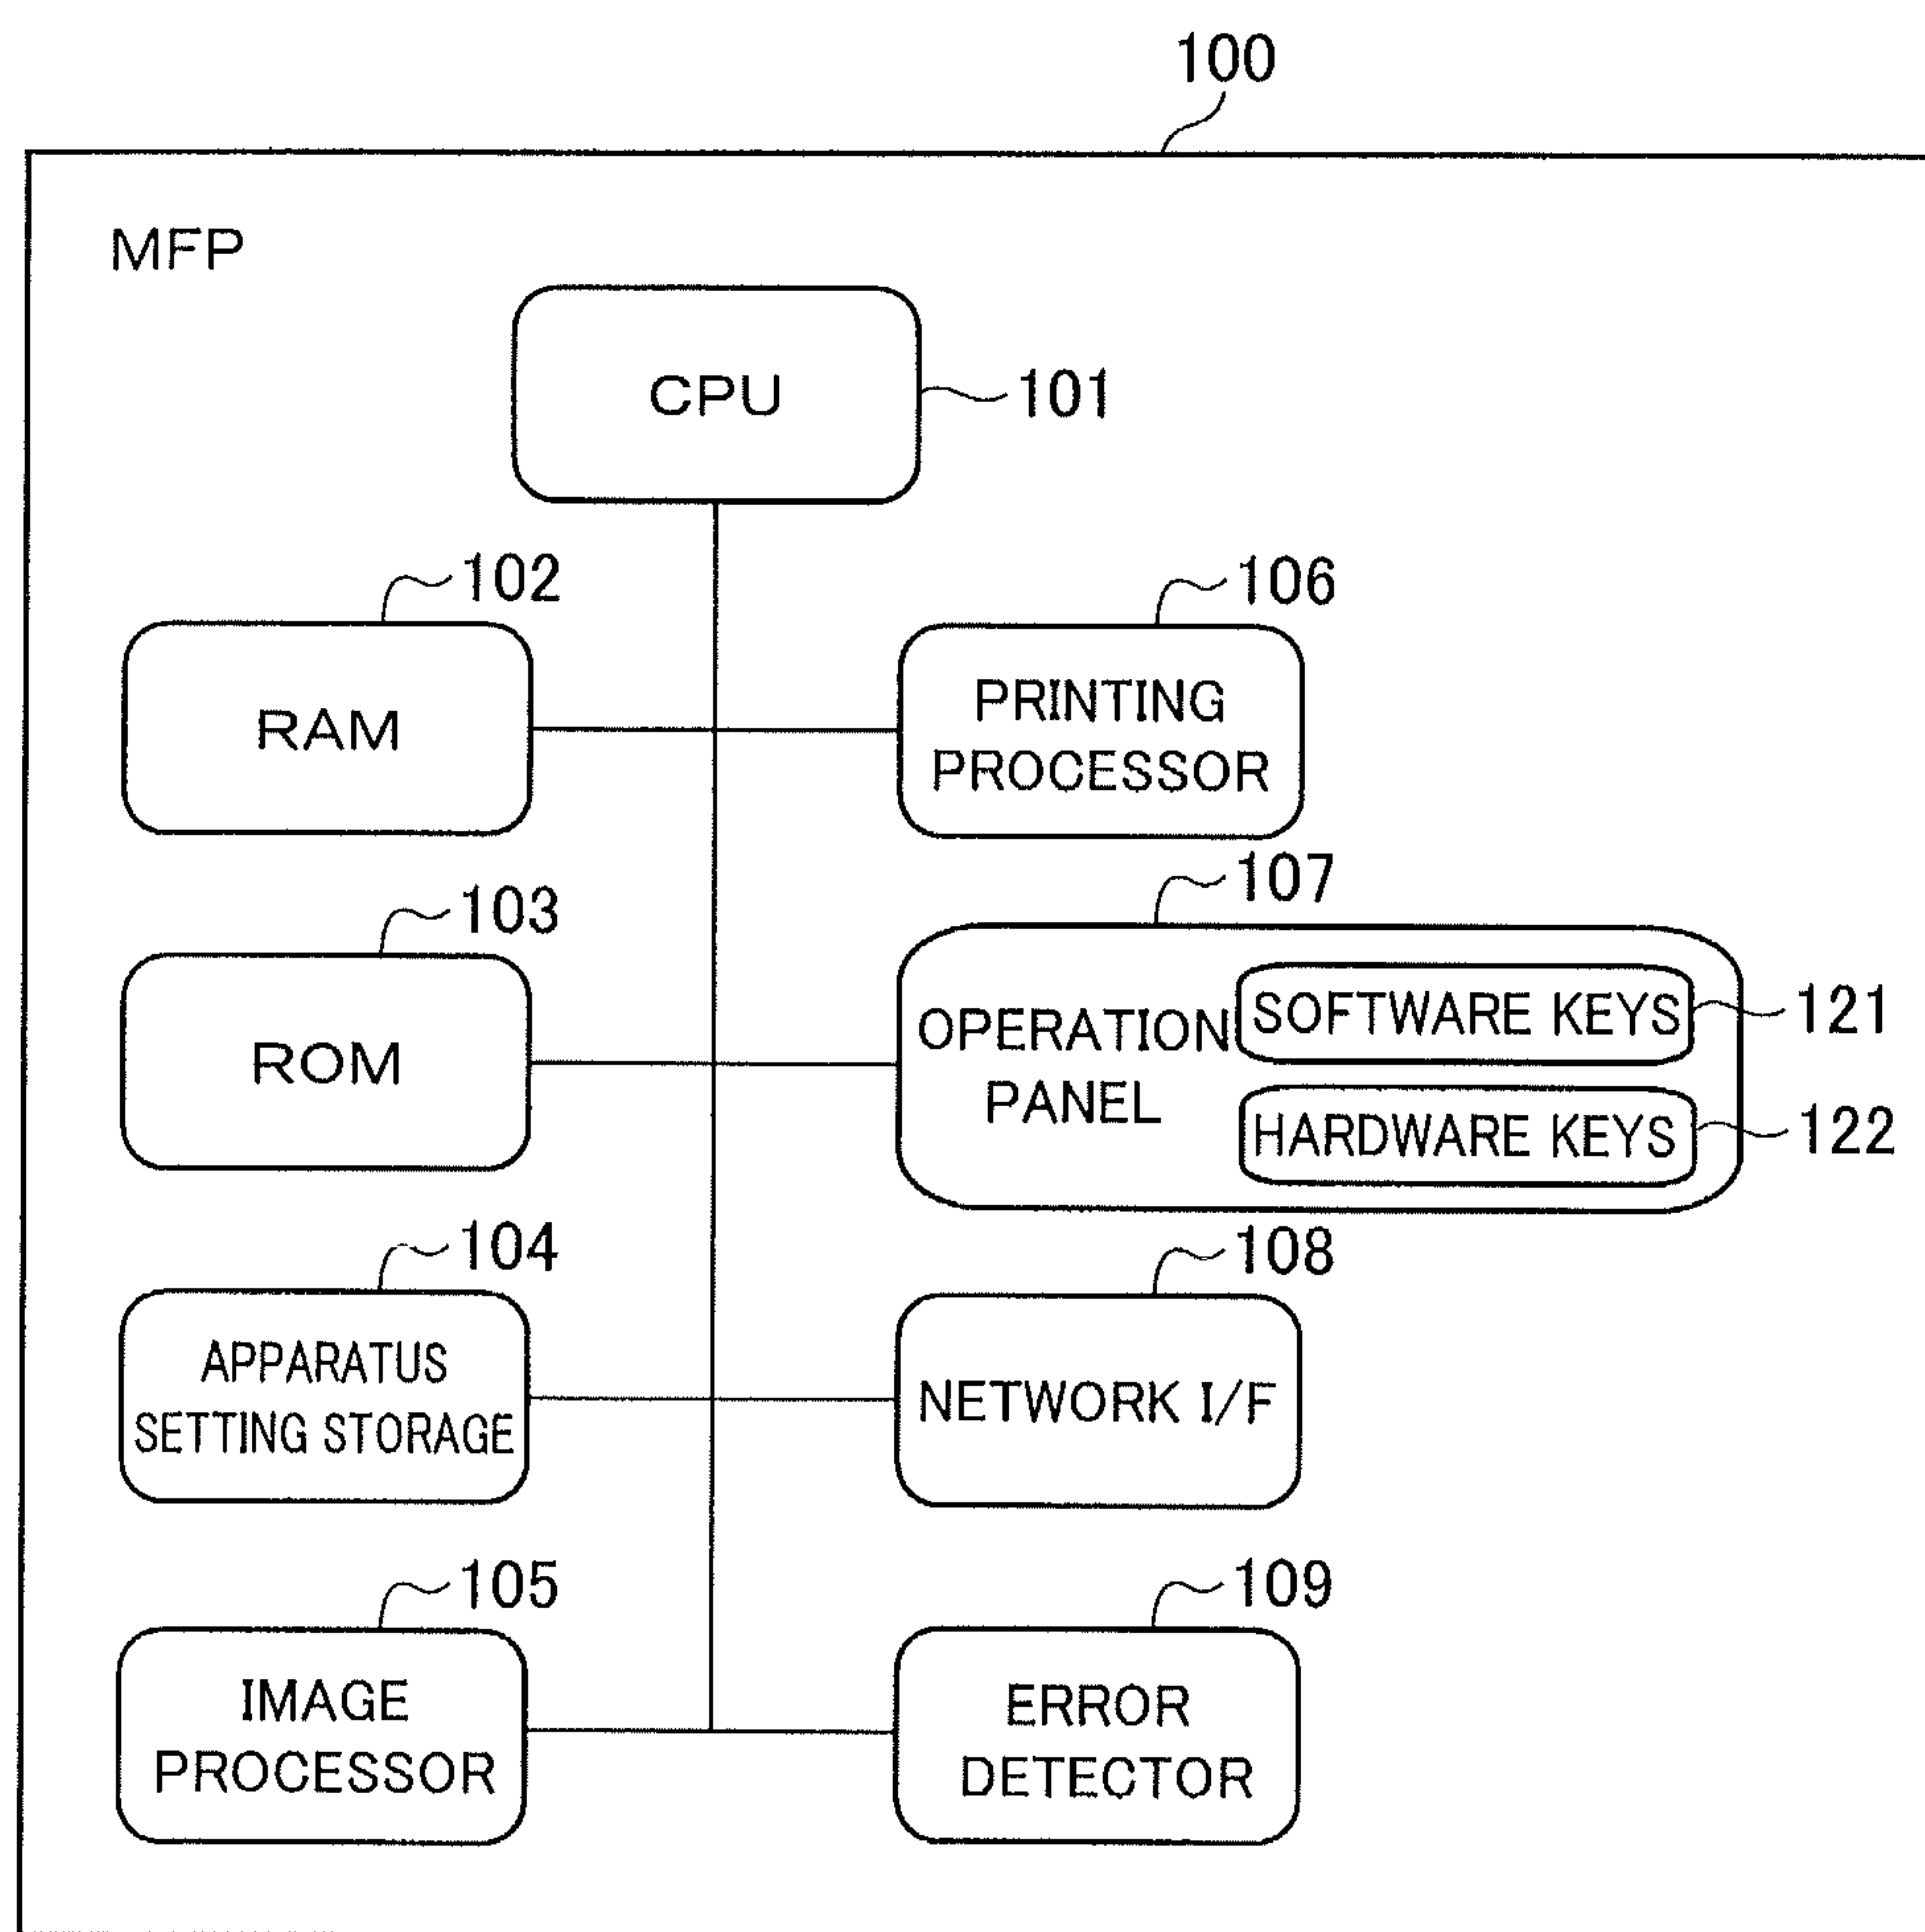 100
MFP
CPU
101
102
RAM
106
PRINTING
PROCESSOR
103
ROM
107
OPERATION
PANEL
SOFTWARE KEYS
121
HARDWARE KEYS
122
104
APPARATUS
SETTING STORAGE
108
NETWORK I/F
105
IMAGE
PROCESSOR
109
ERROR
DETECTOR